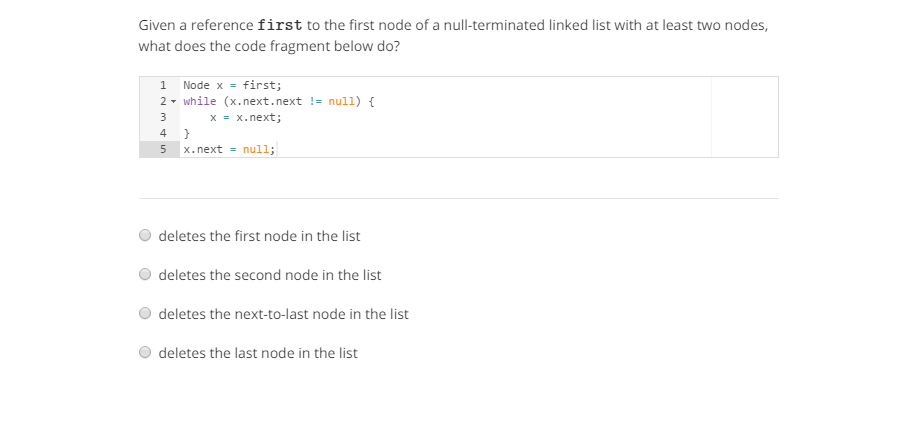 Given a reference first to the first node of a null-terminated linked list with at least two nodes,
what does the code fragment below do?
1 Node x = first;
2 while (x.next.next != null) {
3 x = x.next;
4 }
5 x.next = null;
deletes the first node in the list
deletes the second node in the list
deletes the next-to-last node in the list
deletes the last node in the list